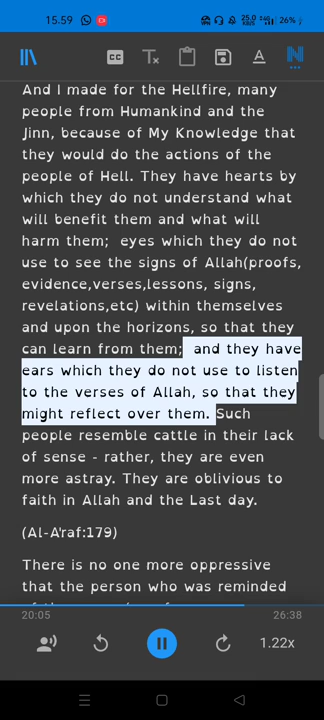 15.59
25.0
KB/S
26%
CC
A
N
And I made for the Hellfire, many
people from Humankind and the
Jinn, because of My Knowledge that
they would do the actions of the
people of Hell. They have hearts by
which they do not understand what
will benefit them and what will
harm them;  eyes which they do not
use to see the signs of Allah(proofs,
evidence,verses,lessons, signs,
revelations,etc) within themselves
and upon the horizons, so that they
can learn from them;  and they have
ears which they do not use to listen
to the verses of Allah, so that they
might reflect over them. Such
people resemble cattle in their lack
of sense - rather, they are even
more astray. They are oblivious to
faith in Allah and the Last day.
(Al-A'raf:179)
There is no one more oppressive
that the person who was reminded
20:05
26:38
1.22x